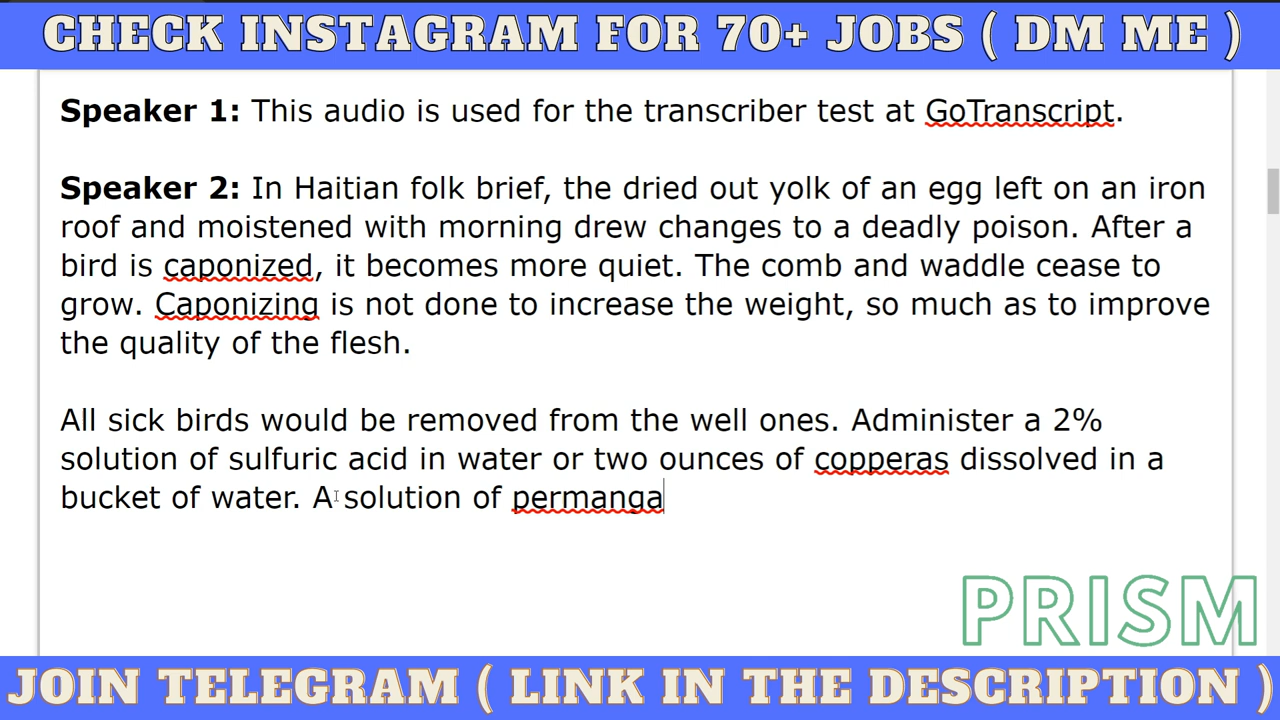 CHECK INSTAGRAM FOR 70+ JOBS ( DM ME )
Speaker 1: This audio is used for the transcriber test at GoTranscript.
Speaker 2: In Haitian folk brief, the dried out yolk of an egg left on an iron
roof and moistened with morning drew changes to a deadly poison. After a
bird is caponized, it becomes more quiet. The comb and waddle cease to
grow. Caponizing is not done to increase the weight, so much as to improve
the quality of the flesh.
All sick birds would be removed from the well ones. Administer a 2%
solution of sulfuric acid in water or two ounces of copperas dissolved in a
bucket of water. A solution of permanga
PRISM
JOIN TELEGRAM ( LINK IN THE DESCRIPTION )